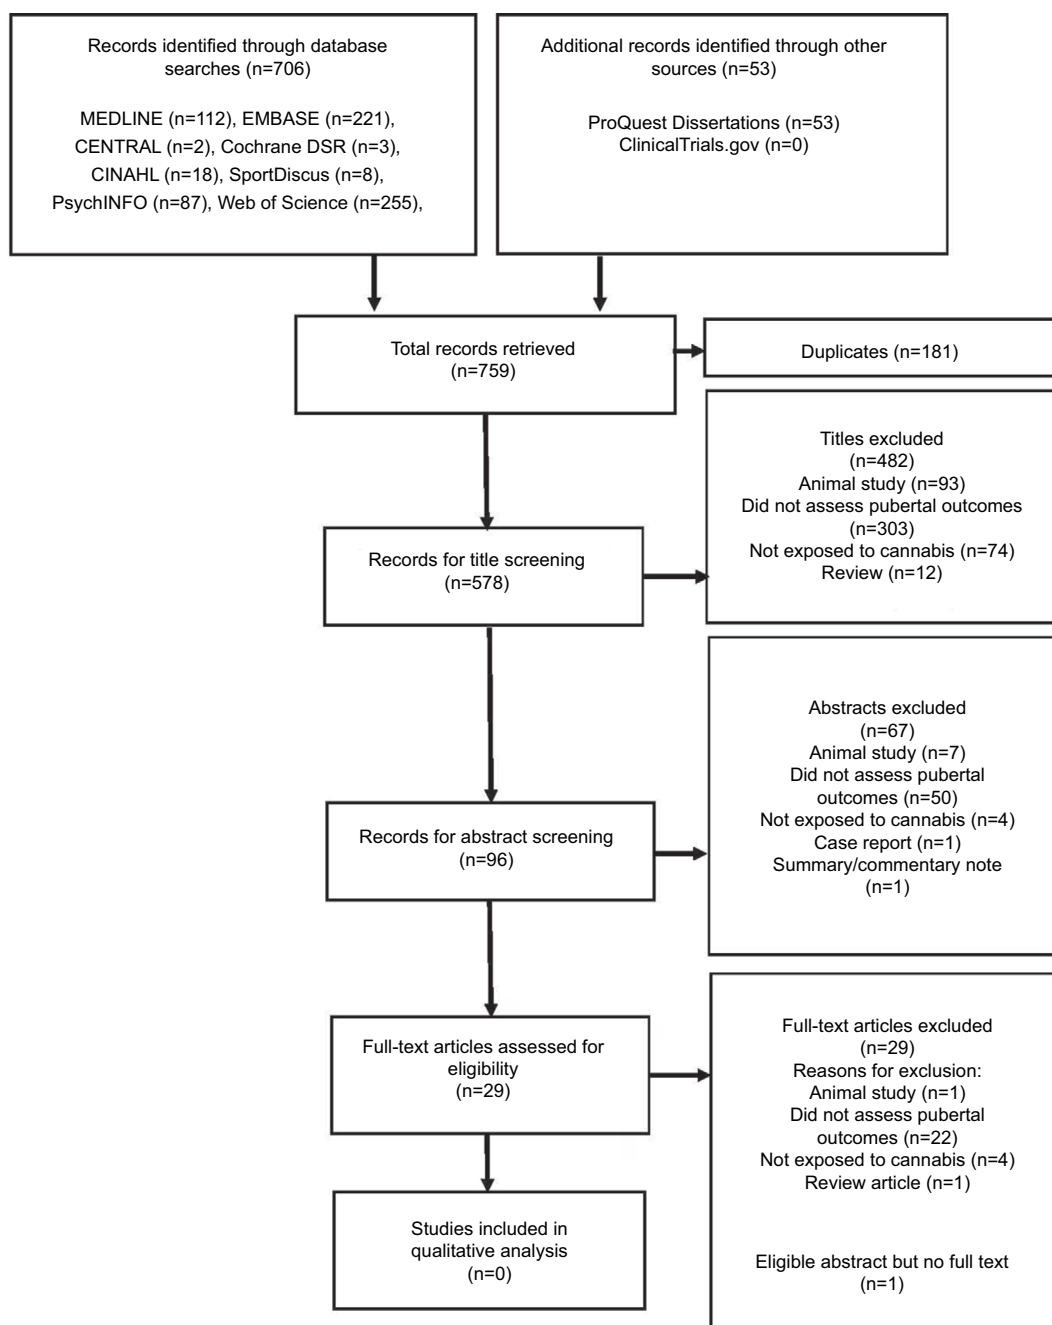 Records identified through database
searches (n=706)
MEDLINE (n=112), EMBASE (n=221),
CENTRAL (n=2), Cochrane DSR (n=3),
CINAHL (n=18), SportDiscus (n=8),
PsychINFO (n=87), Web of Science (n=255),
Additional records identified through other
sources (n=53)
ProQuest Dissertations (n=53)
ClinicalTrials.gov (n=0)
Total records retrieved
(n=759)
Duplicates (n=181)
Titles excluded
(n=482)
Animal study (n=93)
Did not assess pubertal outcomes
(n=303)
Not exposed to cannabis (n=74)
Review (n=12)
Records for title screening
(n=578)
Abstracts excluded
(n=67)
Animal study (n=7)
Did not assess pubertal
outcomes (n=50)
Not exposed to cannabis (n=4)
Case report (n=1)
Summary/commentary note
(n=1)
Records for abstract screening
(n=96)
Full-text articles assessed for
eligibility
(n=29)
Full-text articles excluded
(n=29)
Reasons for exclusion:
Animal study (n=1)
Did not assess pubertal
outcomes (n=22)
Not exposed to cannabis (n=4)
Review article (n=1)
Eligible abstract but no full text
(n=1)
Studies included in
qualitative analysis
(n=0)